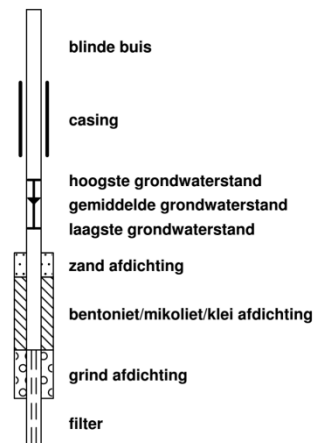 blinde buis
casing
hoogste grondwaterstand
gemiddelde grondwaterstand
laagste grondwaterstand
zand afdichting
bentoniet/mikoliet/klei afdichting
grind afdichting
filter